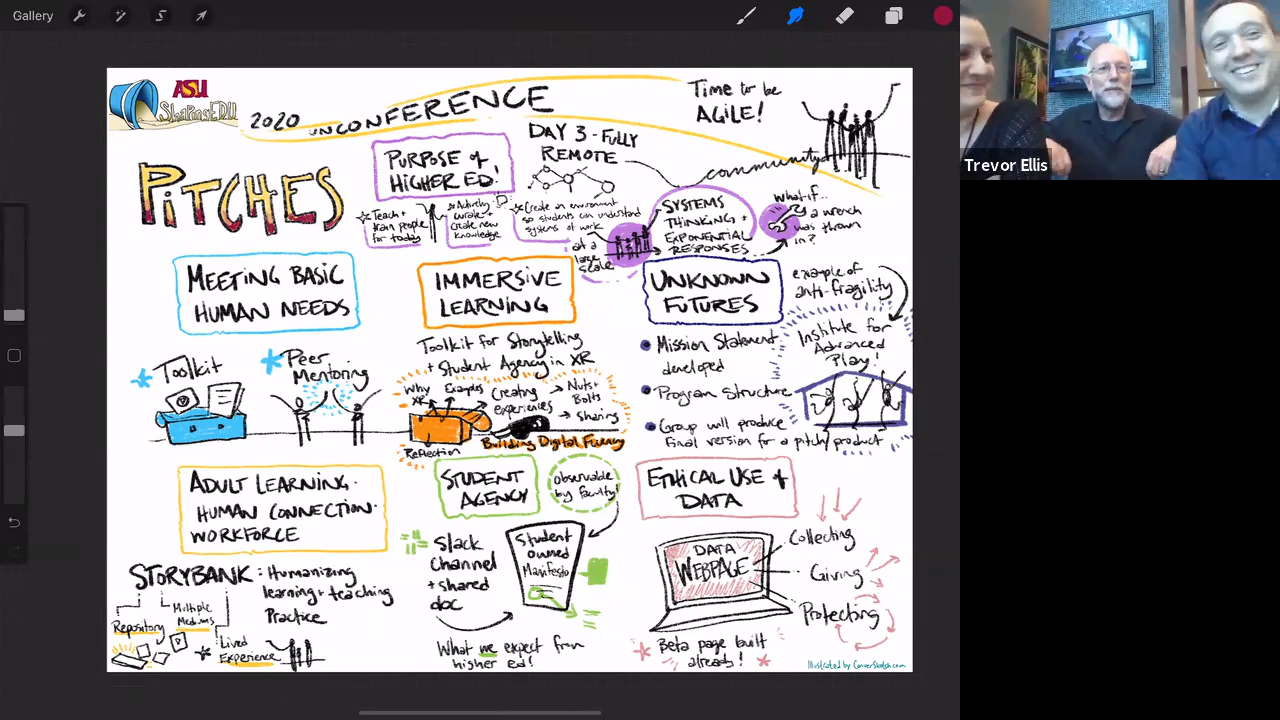 Gallery
ASU
ShapingEDU
2020 UNCONFERENCE
Time to be
AGILE!
DAY 3 - FULLY
REMOTE
community
Trevor Ellis
PITCHES
PURPOSE of
HIGHER ED!
Teach +
train people
for today
Actively
curate +
create new
knowledge
Create an environment
so students can understand
systems at work
at a
large
scale
SYSTEMS
THINKING +
EXPONENTIAL
RESPONSES
what if...
a wrench
was thrown
in?
MEETING BASIC
HUMAN NEEDS
Toolkit
Peer
Mentoring
IMMERSIVE
LEARNING
Toolkit for Storytelling
+ Student Agency in XR
Why
XR
Examples
Creating
experiences
Nuts +
Bolts
Sharing
Reflection
Building Digital Fluency
UNKNOWN
FUTURES
Mission Statement
developed
Program Structure
Group will produce
final version for a pitch/product
example of
anti-fragility
Institute for
Advanced
Play!
ADULT LEARNING ·
HUMAN CONNECTION ·
WORKFORCE
STORYBANK : Humanizing
learning + teaching
Practice
Repository
Multiple
Mediums
Lived
Experience
STUDENT
AGENCY
observable
by faculty!
Slack
Channel
+ shared
doc
Student
Owned
Manifesto
What we expect from
higher ed!
ETHICAL USE of
DATA
DATA
WEBPAGE
Collecting
Giving
Protecting
Beta page built
already!
Illustrated by ConverSketch.com